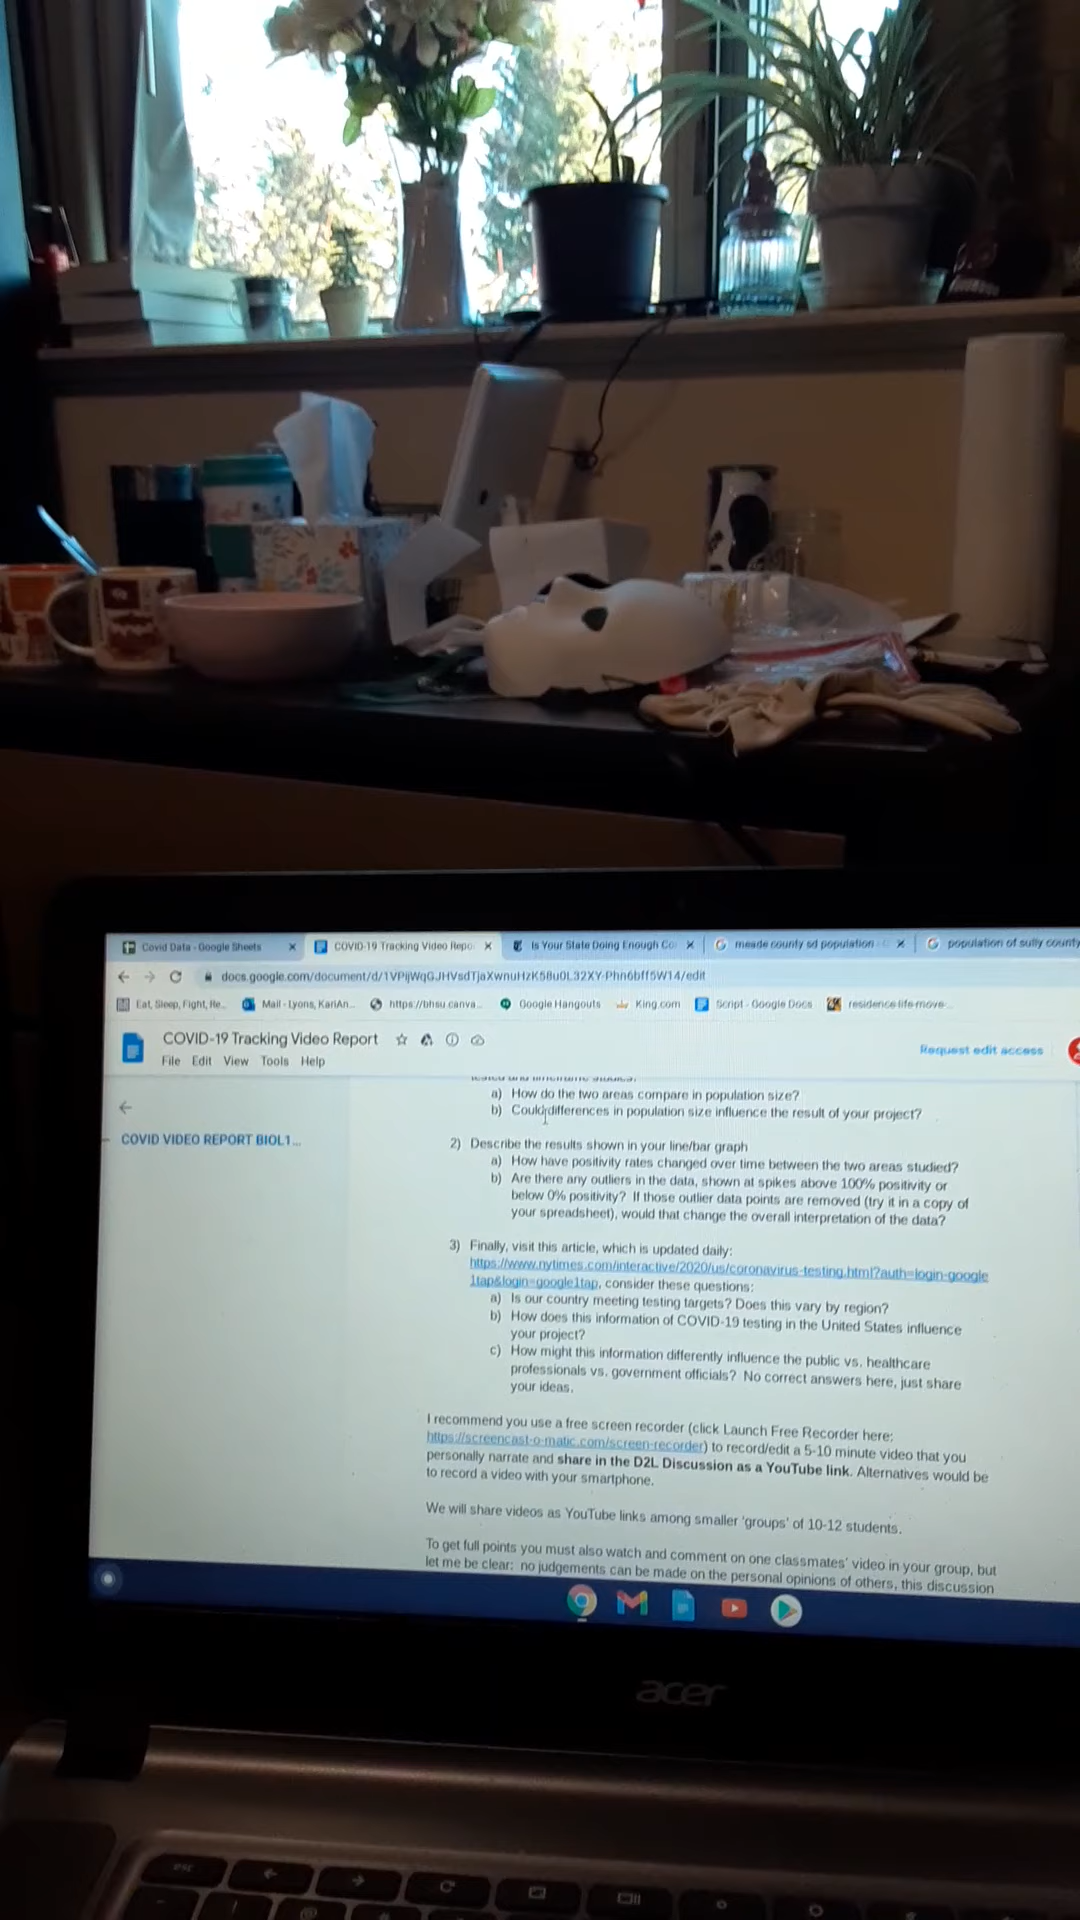 Covid Data - Google Sheets
COVID-19 Tracking Video Repo
Is Your State Doing Enough Co
meade county sd population -
population of sully county
docs.google.com/document/d/1VPijWqGJHVsdTjaXwnuHzK58u0L32XY-Phn6bff5W14/edit
Eat, Sleep, Fight, Re...
Mail - Lyons, KariAn...
https://bhsu.canva...
Google Hangouts
King.com
Script - Google Docs
residence-life-move-...
COVID-19 Tracking Video Report
File Edit View Tools Help
Request edit access
COVID VIDEO REPORT BIOL1...
a) How do the two areas compare in population size?
b) Could differences in population size influence the result of your project?
2) Describe the results shown in your line/bar graph
a) How have positivity rates changed over time between the two areas studied?
b) Are there any outliers in the data, shown at spikes above 100% positivity or
below 0% positivity? If those outlier data points are removed (try it in a copy of
your spreadsheet), would that change the overall interpretation of the data?
3) Finally, visit this article, which is updated daily:
https://www.nytimes.com/interactive/2020/us/coronavirus-testing.html?auth=login-google
1tap&login=google1tap, consider these questions:
a) Is our country meeting testing targets? Does this vary by region?
b) How does this information of COVID-19 testing in the United States influence
your project?
c) How might this information differently influence the public vs. healthcare
professionals vs. government officials? No correct answers here, just share
your ideas.
I recommend you use a free screen recorder (click Launch Free Recorder here:
https://screencast-o-matic.com/screen-recorder) to record/edit a 5-10 minute video that you
personally narrate and share in the D2L Discussion as a YouTube link. Alternatives would be
to record a video with your smartphone.
We will share videos as YouTube links among smaller 'groups' of 10-12 students.
To get full points you must also watch and comment on one classmates' video in your group, but
let me be clear: no judgements can be made on the personal opinions of others, this discussion
acer
esc